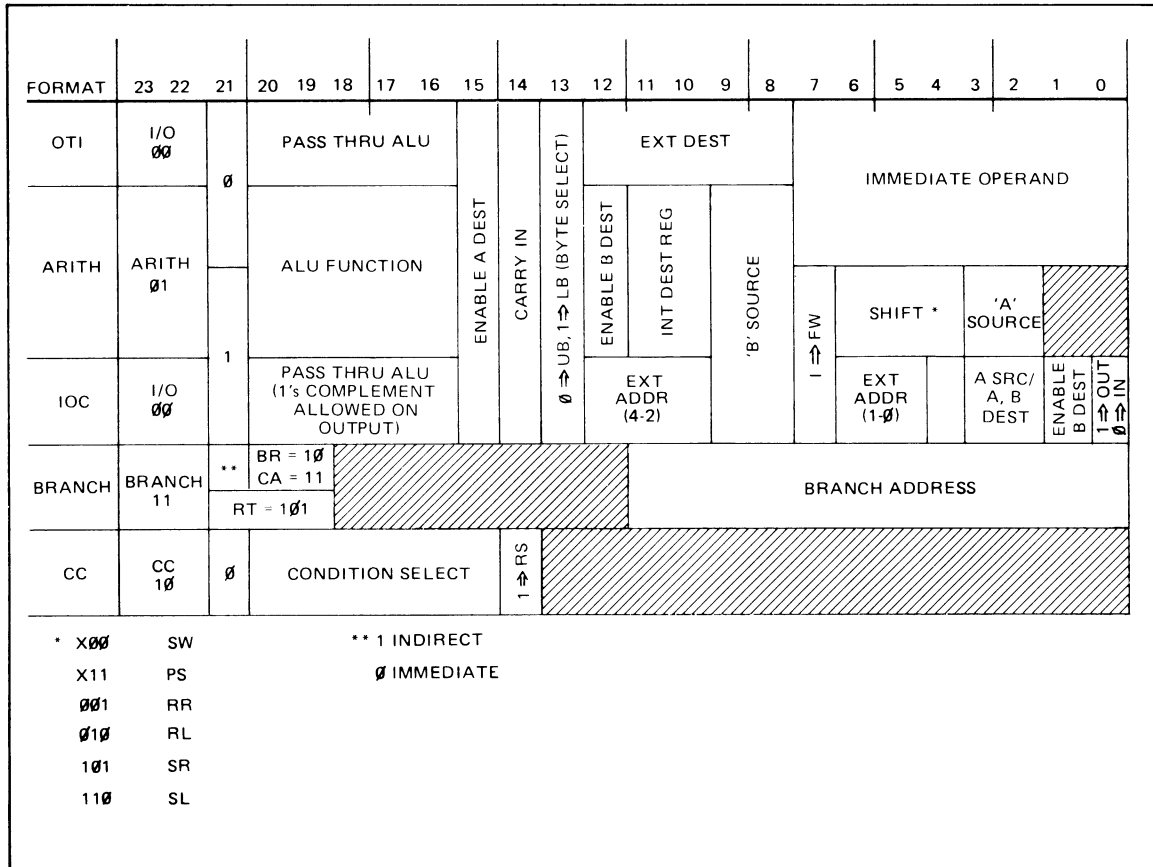 FORMAT 23 22 21 20 19 18 17 16 15 14 13 12 11 10 9 8 7 6 5 4 3 2 1 0
OTI
I/O
ØØ
Ø
PASS THRU ALU
ENABLE A DEST
CARRY IN
Ø ⇒ UB, 1 ⇒ LB (BYTE SELECT)
EXT DEST
IMMEDIATE OPERAND
ARITH
ARITH
Ø1
ALU FUNCTION
ENABLE B DEST
INT DEST REG
'B' SOURCE
1
I ⇒ FW
SHIFT *
'A'
SOURCE
IOC
I/O
ØØ
PASS THRU ALU
(1's COMPLEMENT
ALLOWED ON
OUTPUT)
EXT
ADDR
(4-2)
EXT
ADDR
(1-Ø)
A SRC/
A, B
DEST
ENABLE
B DEST
1 ⇒ OUT
Ø ⇒ IN
BRANCH
BRANCH
11
**
BR = 1Ø
CA = 11
RT = 1Ø1
BRANCH ADDRESS
CC
CC
1Ø
Ø
CONDITION SELECT
1 ⇒ RS
* XØØ SW
X11 PS
ØØ1 RR
Ø1Ø RL
1Ø1 SR
11Ø SL
** 1 INDIRECT
Ø IMMEDIATE